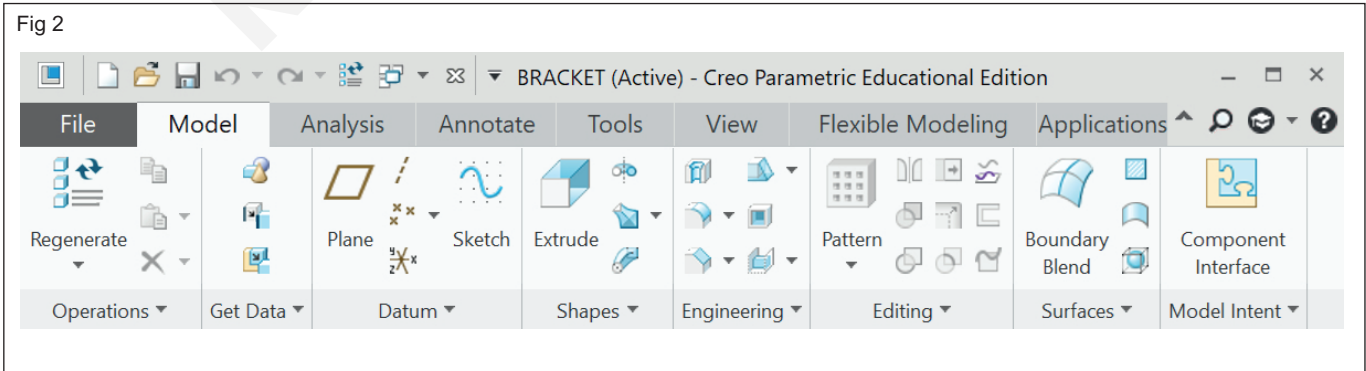 Fig 2
BRACKET (Active) - Creo Parametric Educational Edition
File Model Analysis Annotate Tools View Flexible Modeling Applications
Regenerate Plane Sketch Extrude Pattern Boundary Blend Component Interface
Operations Get Data Datum Shapes Engineering Editing Surfaces Model Intent